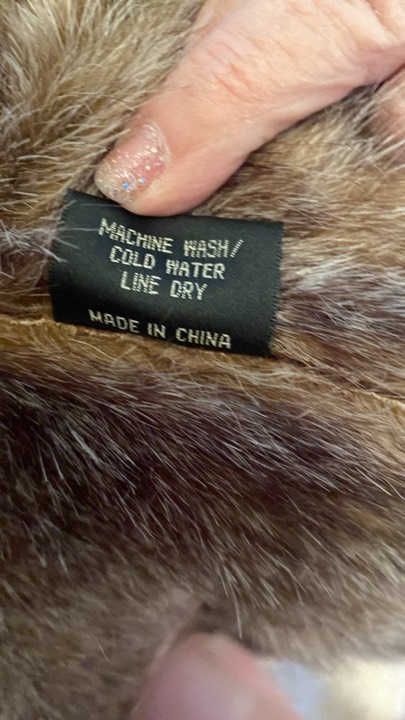 MACHINE WASH/
COLD WATER
LINE DRY
MADE IN CHINA